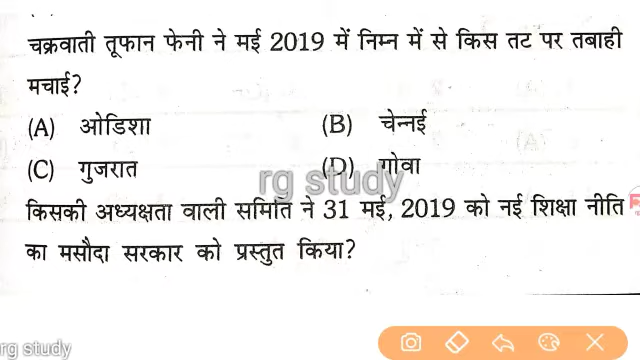 चक्रवाती तूफान फेनी ने मई 2019 में निम्न में से किस तट पर तबाही
मचाई?
(A) ओडिशा (B) चेन्नई
(C) गुजरात (D) गोवा
rg study
किसकी अध्यक्षता वाली समिति ने 31 मई, 2019 को नई शिक्षा नीति
का मसौदा सरकार को प्रस्तुत किया?
rg study